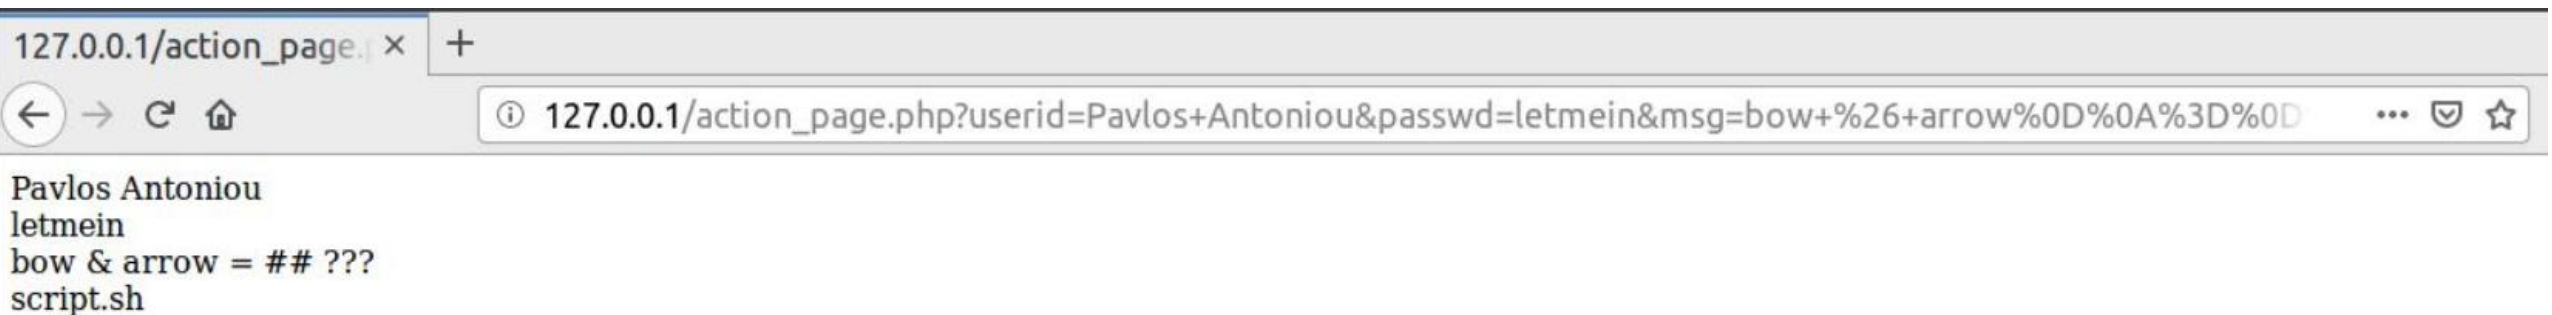 127.0.0.1/action_page.
127.0.0.1/action_page.php?userid=Pavlos+Antoniou&passwd=letmein&msg=bow+%26+arrow%0D%0A%3D%0D
Pavlos Antoniou
letmein
bow & arrow = ## ???
script.sh